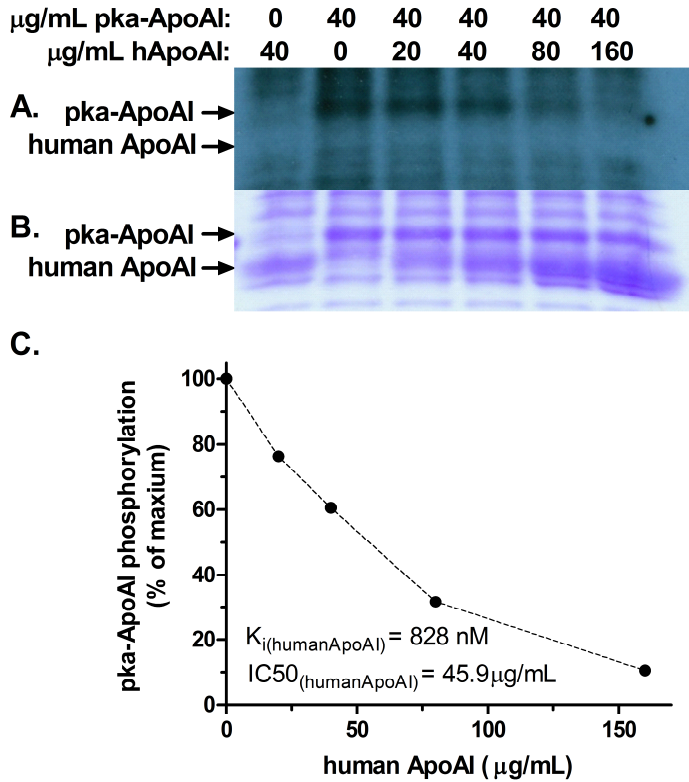 μg/mL pka-ApoAI: 0 40 40 40 40 40
μg/mL hApoAI: 40 0 20 40 80 160
A.
pka-ApoAI
human ApoAI
B.
pka-ApoAI
human ApoAI
C.
pka-ApoAI phosphorylation
(% of maxium)
100
80
60
40
20
0
Ki(humanApoAI) = 828 nM
IC50(humanApoAI) = 45.9μg/mL
0 50 100 150
human ApoAI ( μg/mL)